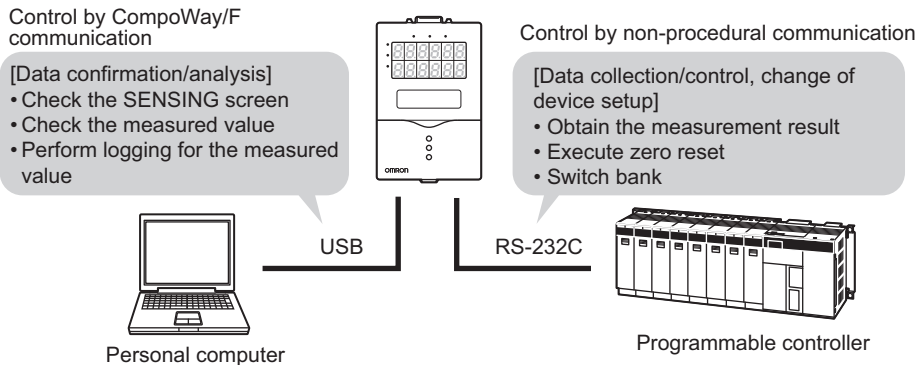 Control by CompoWay/F
communication
[Data confirmation/analysis]
• Check the SENSING screen
• Check the measured value
• Perform logging for the measured
value
Control by non-procedural communication
[Data collection/control, change of
device setup]
• Obtain the measurement result
• Execute zero reset
• Switch bank
OMRON
USB
RS-232C
Personal computer
Programmable controller